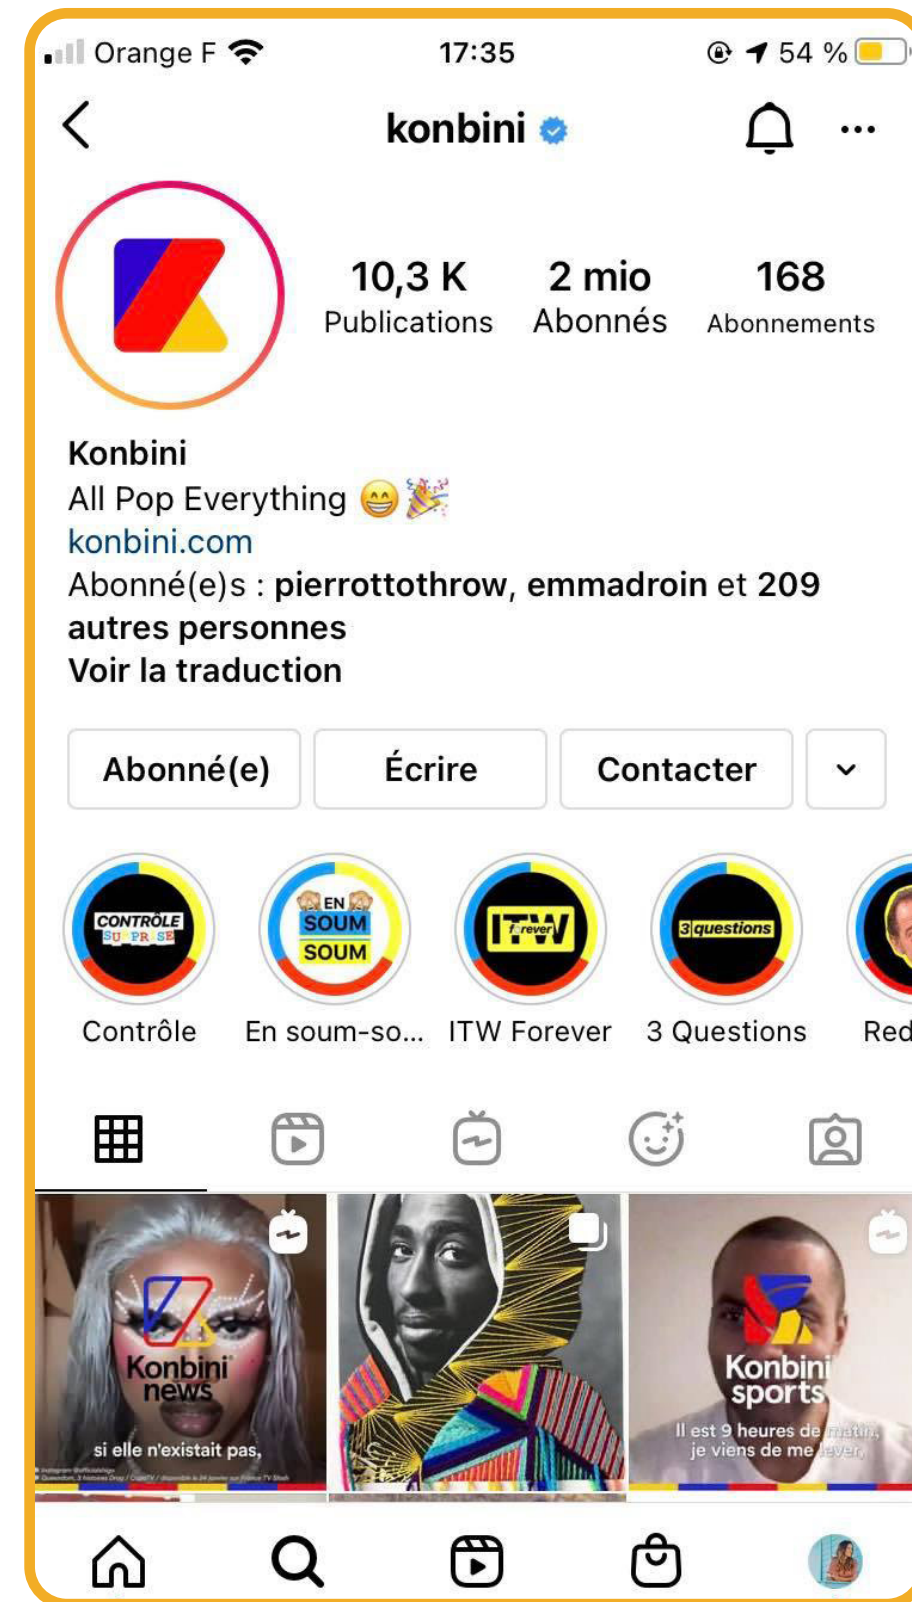 Orange F 17:35 54 %
konbini
10,3 K 2 mio 168
Publications Abonnés Abonnements
Konbini
All Pop Everything 😁🎉
konbini.com
Abonné(e)s : pierrottothrow, emmadroin et 209
autres personnes
Voir la traduction
Abonné(e) Écrire Contacter
CONTRÔLE
SURPRISE
EN
SOUM
SOUM
ITW
forever
3 questions
Contrôle En soum-so... ITW Forever 3 Questions Red
Konbini
news
si elle n'existait pas,
Konbini
sports
Il est 9 heures de matin,
je viens de me lever,